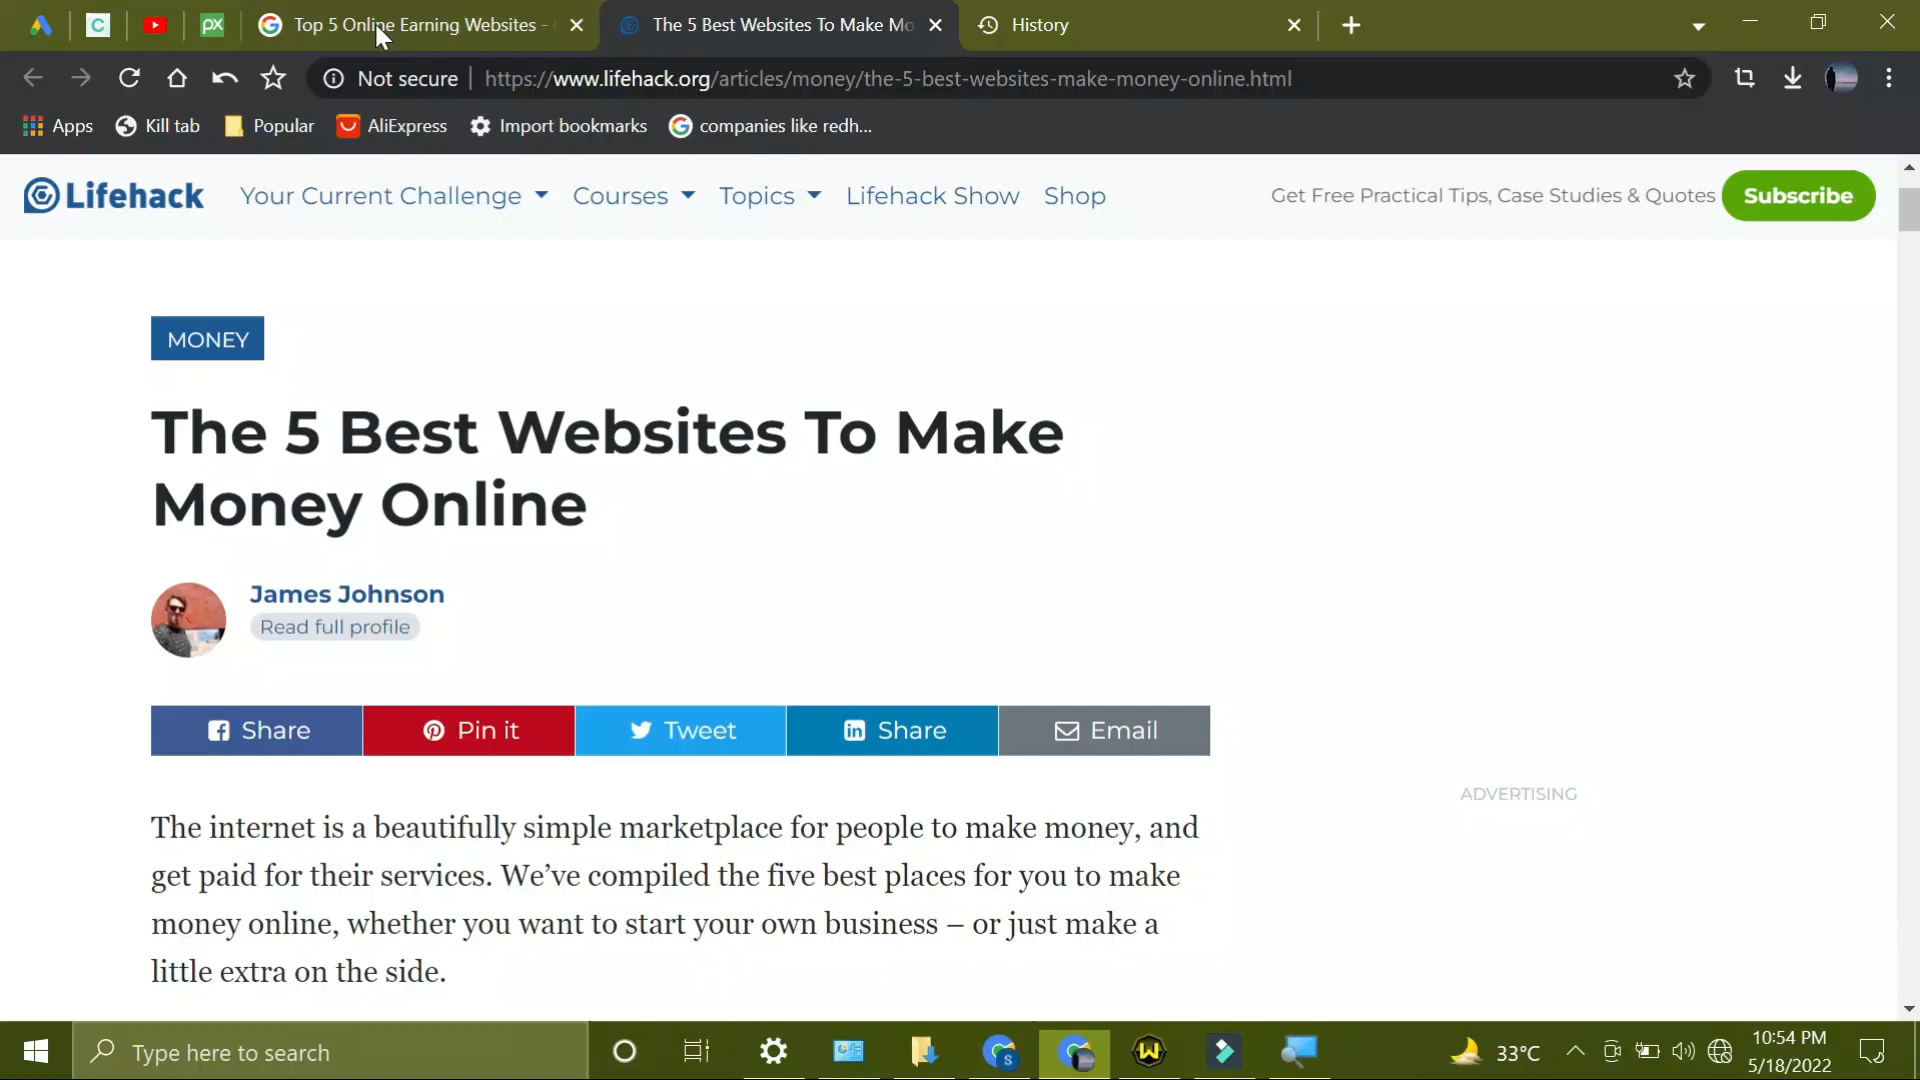 Top 5 Online Earning Websites -
The 5 Best Websites To Make Mo
History
Not secure
https://www.lifehack.org/articles/money/the-5-best-websites-make-money-online.html
Apps
Kill tab
Popular
AliExpress
Import bookmarks
companies like redh...
Lifehack
Your Current Challenge
Courses
Topics
Lifehack Show
Shop
Get Free Practical Tips, Case Studies & Quotes
Subscribe
MONEY
The 5 Best Websites To Make
Money Online
James Johnson
Read full profile
Share
Pin it
Tweet
Share
Email
ADVERTISING
The internet is a beautifully simple marketplace for people to make money, and
get paid for their services. We’ve compiled the five best places for you to make
money online, whether you want to start your own business – or just make a
little extra on the side.
Type here to search
33°C
10:54 PM
5/18/2022